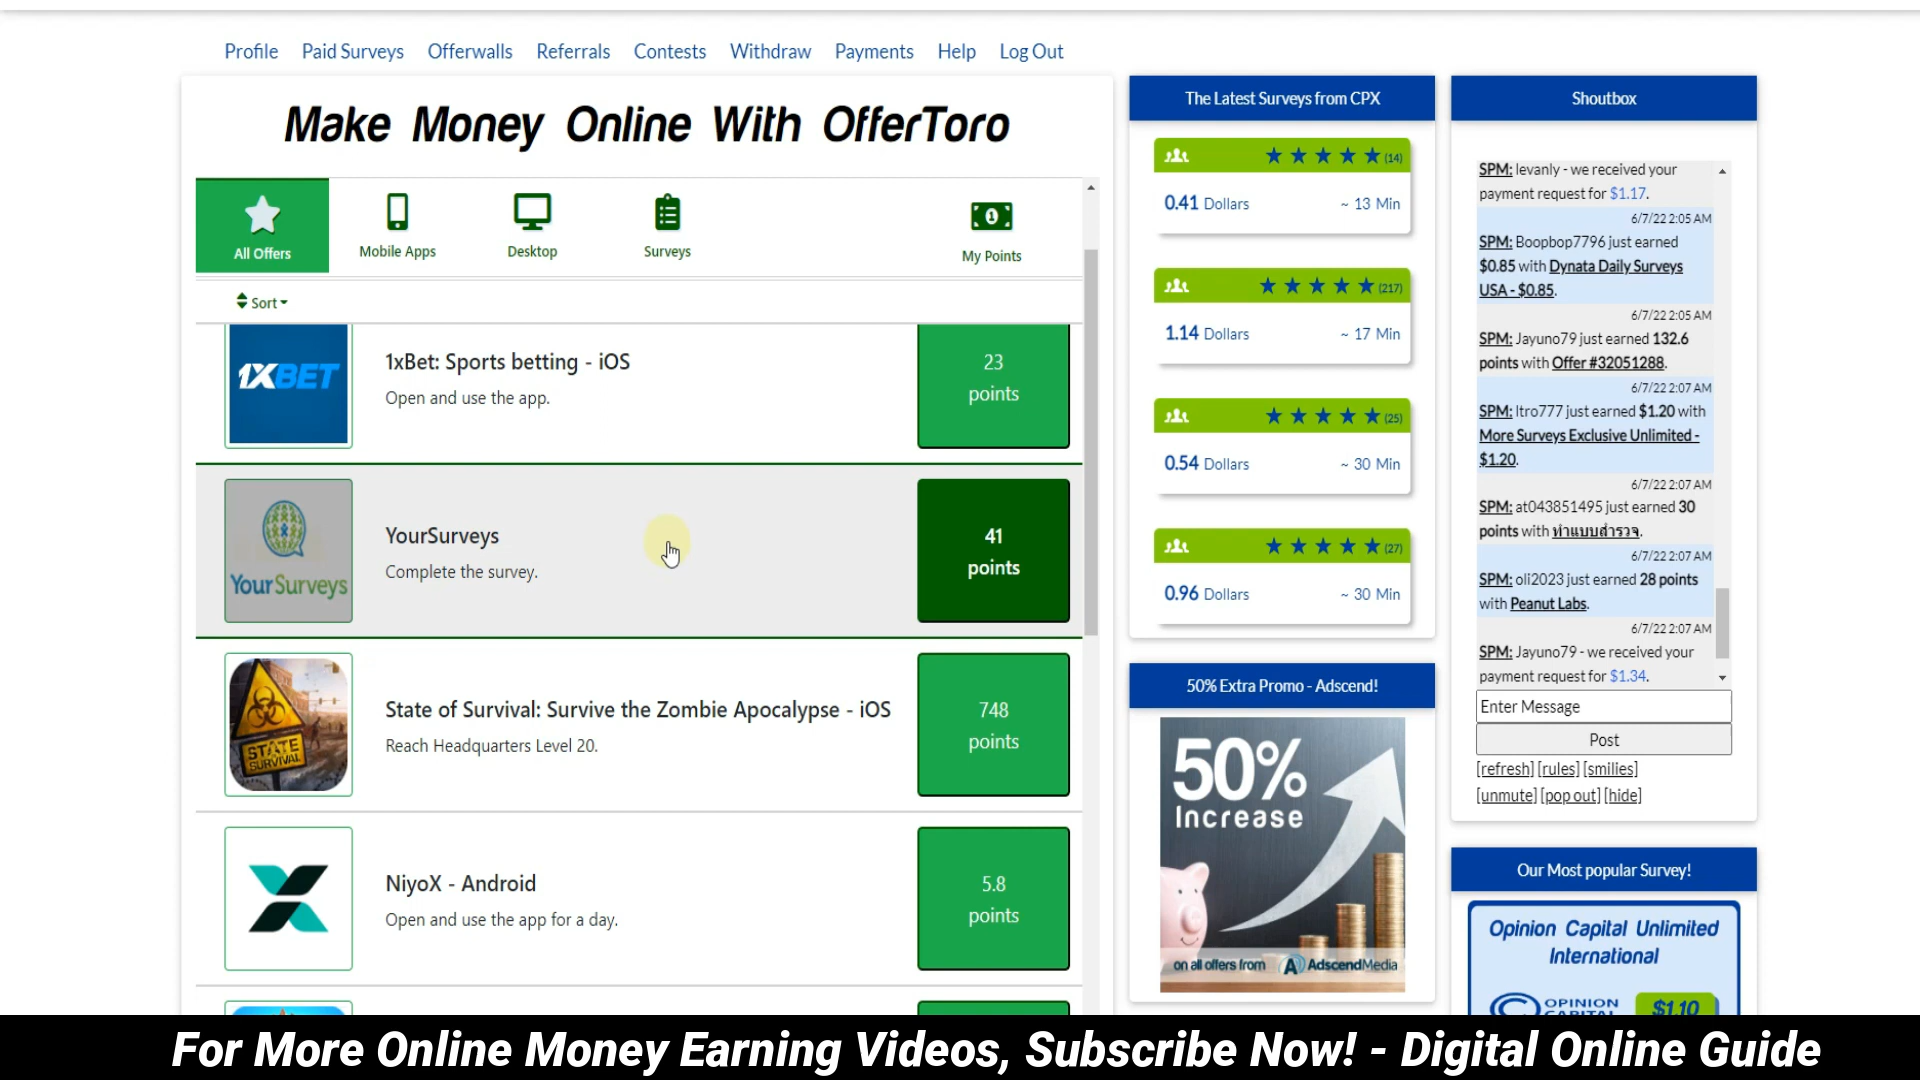 Profile Paid Surveys Offerwalls Referrals Contests Withdraw Payments Help Log Out
Make Money Online With OfferToro
All Offers
Mobile Apps
Desktop
Surveys
My Points
Sort
1XBET
1xBet: Sports betting - iOS
Open and use the app.
23
points
YourSurveys
YourSurveys
Complete the survey.
41
points
STATE
SURVIVAL
State of Survival: Survive the Zombie Apocalypse - iOS
Reach Headquarters Level 20.
748
points
NiyoX - Android
Open and use the app for a day.
5.8
points
The Latest Surveys from CPX
(14)
0.41 Dollars ~ 13 Min
(217)
1.14 Dollars ~ 17 Min
(25)
0.54 Dollars ~ 30 Min
(27)
0.96 Dollars ~ 30 Min
50% Extra Promo - Adscend!
50%
Increase
on all offers from AdscendMedia
Shoutbox
SPM: levanly - we received your
payment request for $1.17.
6/7/22 2:05 AM
SPM: Boopbop7796 just earned
$0.85 with Dynata Daily Surveys
USA - $0.85.
6/7/22 2:05 AM
SPM: Jayuno79 just earned 132.6
points with Offer #32051288.
6/7/22 2:07 AM
SPM: ltro777 just earned $1.20 with
More Surveys Exclusive Unlimited -
$1.20.
6/7/22 2:07 AM
SPM: at043851495 just earned 30
points with ทำแบบสำรวจ.
6/7/22 2:07 AM
SPM: oli2023 just earned 28 points
with Peanut Labs.
6/7/22 2:07 AM
SPM: Jayuno79 - we received your
payment request for $1.34.
Enter Message
Post
[refresh] [rules] [smilies]
[unmute] [pop out] [hide]
Our Most popular Survey!
Opinion Capital Unlimited
International
OPINION
CAPITAL
$1.10
For More Online Money Earning Videos, Subscribe Now! - Digital Online Guide